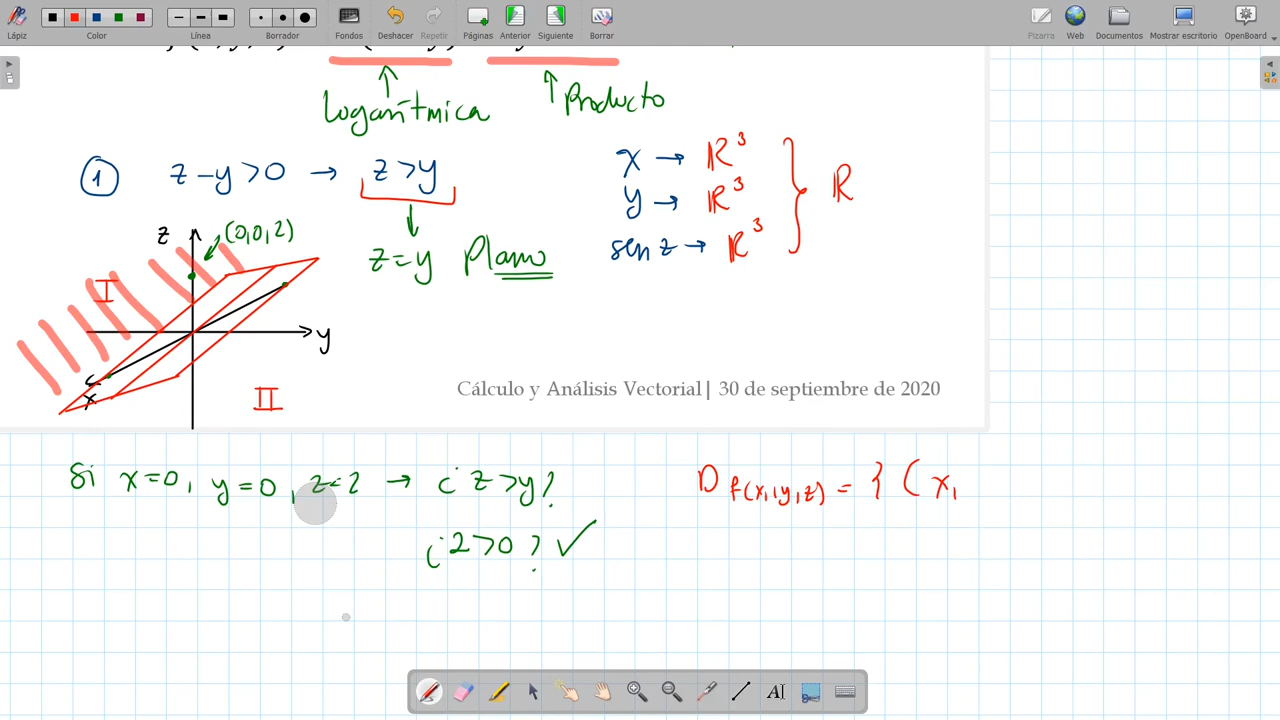 Lápiz Color Línea Borrador Fondos Deshacer Repetir Páginas Anterior Siguiente Borrar Pizarra Web Documentos Mostrar escritorio OpenBoard
Logarítmica
Producto
1 z-y>0 → z>y
z=y Plano
x → ℝ³
y → ℝ³
sen z → ℝ³
ℝ
z
(0,0,2)
I
y
x
II
Cálculo y Análisis Vectorial| 30 de septiembre de 2020
Si x=0, y=0, z=2 → ¿z>y?
¿2>0? ✓
D f(x,y,z) = { (x,
AI